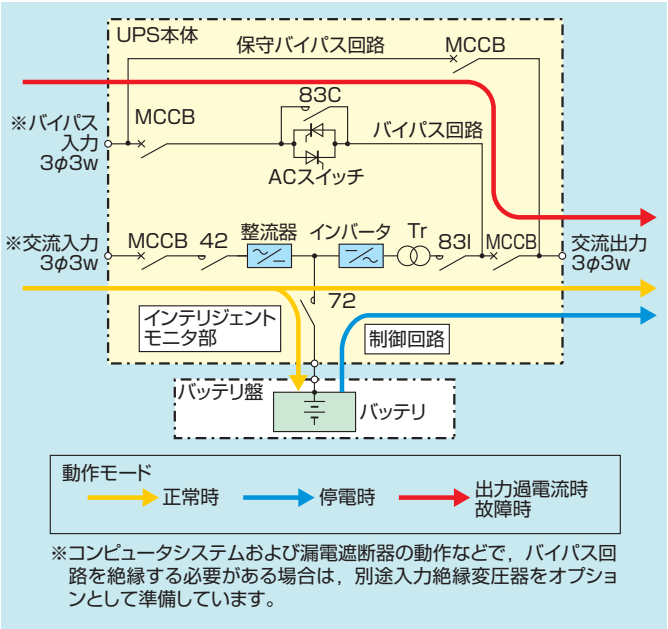 UPS本体
保守バイパス回路
MCCB
83C
MCCB
※バイパス
入力
3φ3w
バイパス回路
ACスイッチ
※交流入力
3φ3w
MCCB
42
整流器
インバータ
Tr
83I
MCCB
交流出力
3φ3w
72
インテリジェント
モニタ部
制御回路
バッテリ盤
バッテリ
動作モード
正常時
停電時
出力過電流時
故障時
※コンピュータシステムおよび漏電遮断器の動作などで，バイパス回
路を絶縁する必要がある場合は，別途入力絶縁変圧器をオプショ
ンとして準備しています。